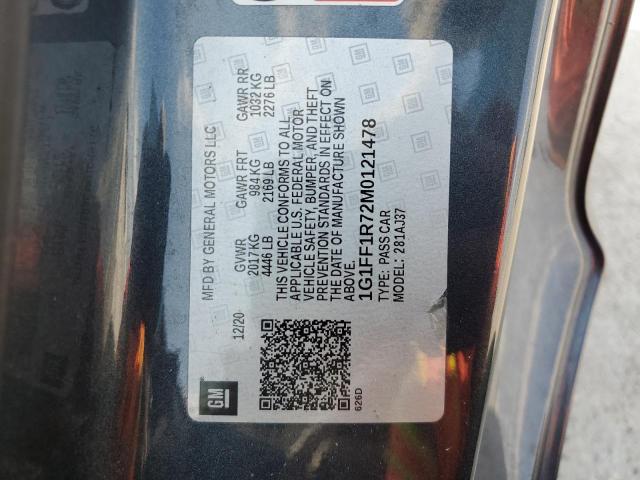 MFD BY GENERAL MOTORS LLC
12/20 GVWR GAWR FRT GAWR RR
2017 KG 984 KG 1032 KG
4446 LB 2169 LB 2276 LB
THIS VEHICLE CONFORMS TO ALL
APPLICABLE U.S. FEDERAL MOTOR
VEHICLE SAFETY, BUMPER, AND THEFT
PREVENTION STANDARDS IN EFFECT ON
THE DATE OF MANUFACTURE SHOWN
ABOVE.
1G1FF1R72M0121478
TYPE: PASS CAR
MODEL: 281AJ37
GM
626D